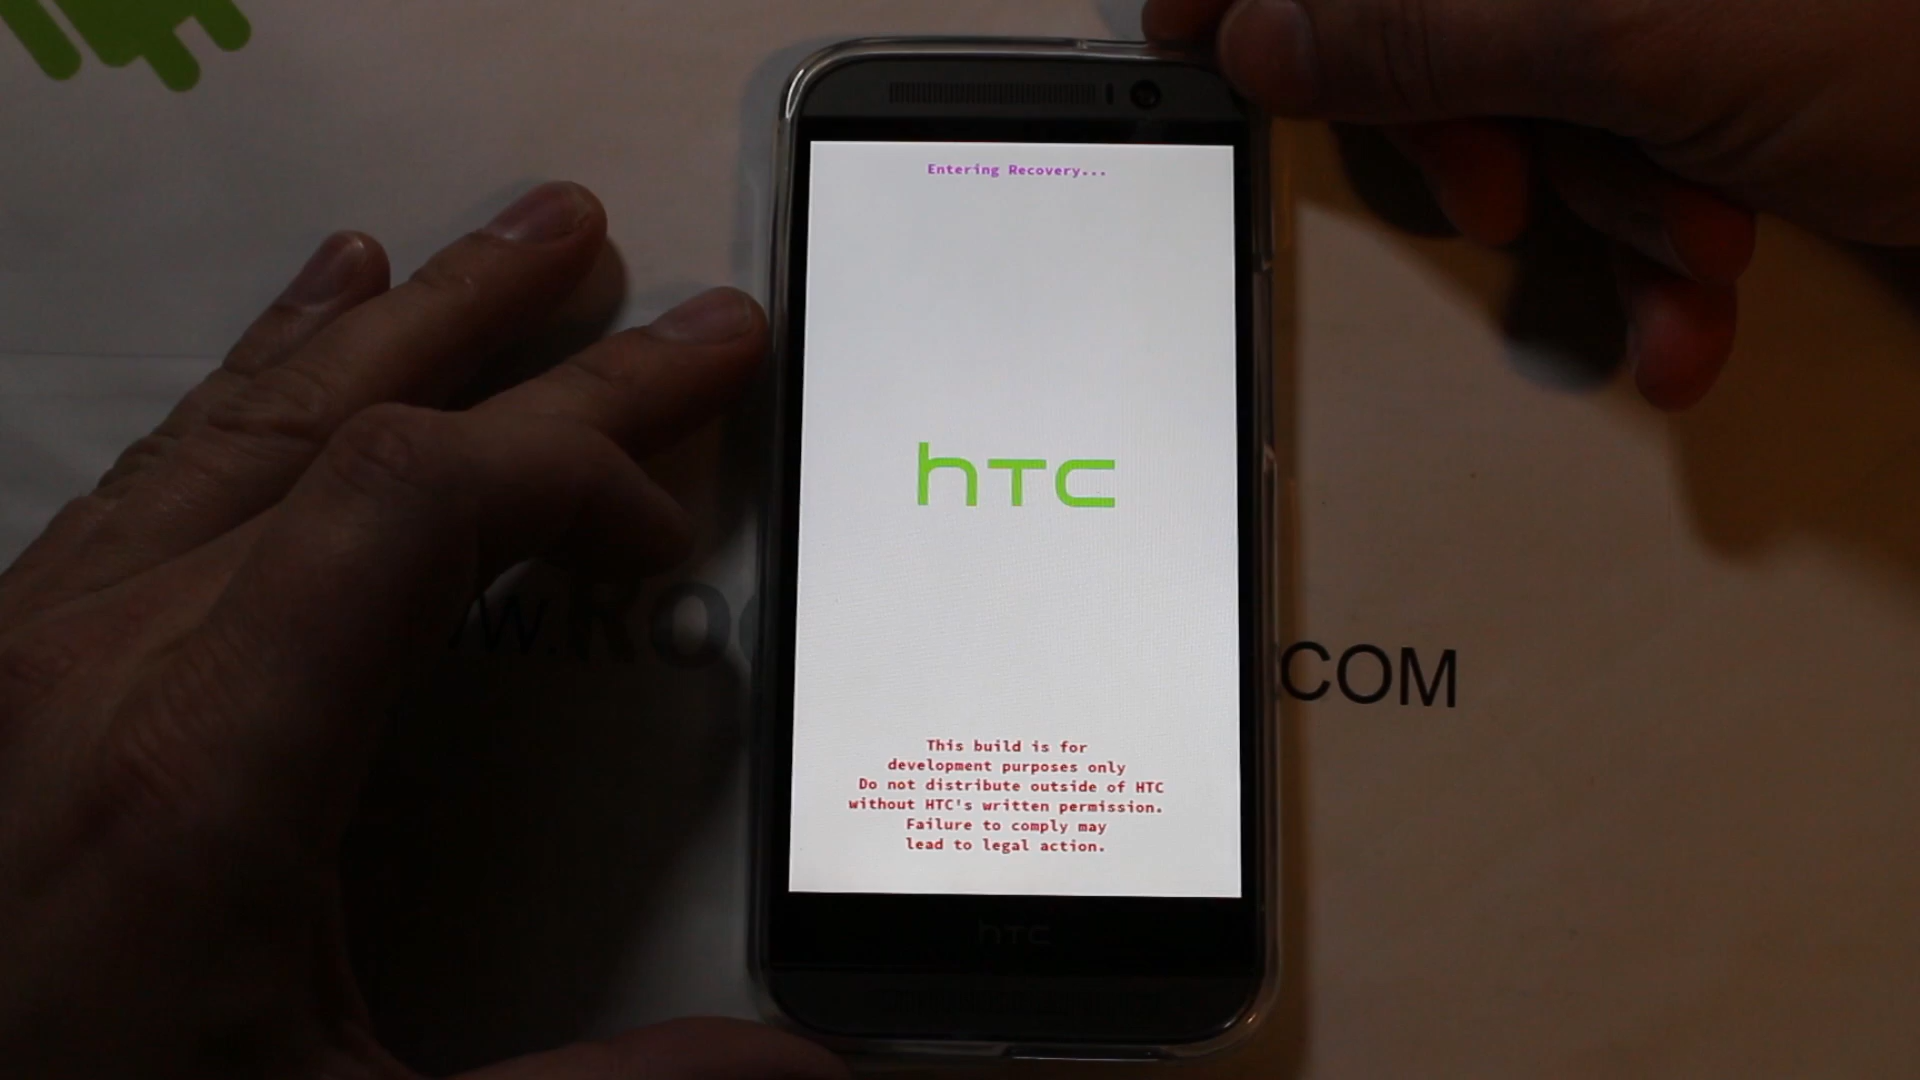 Entering Recovery...
hTC
This build is for
development purposes only
Do not distribute outside of HTC
without HTC's written permission.
Failure to comply may
lead to legal action.
COM
hTC